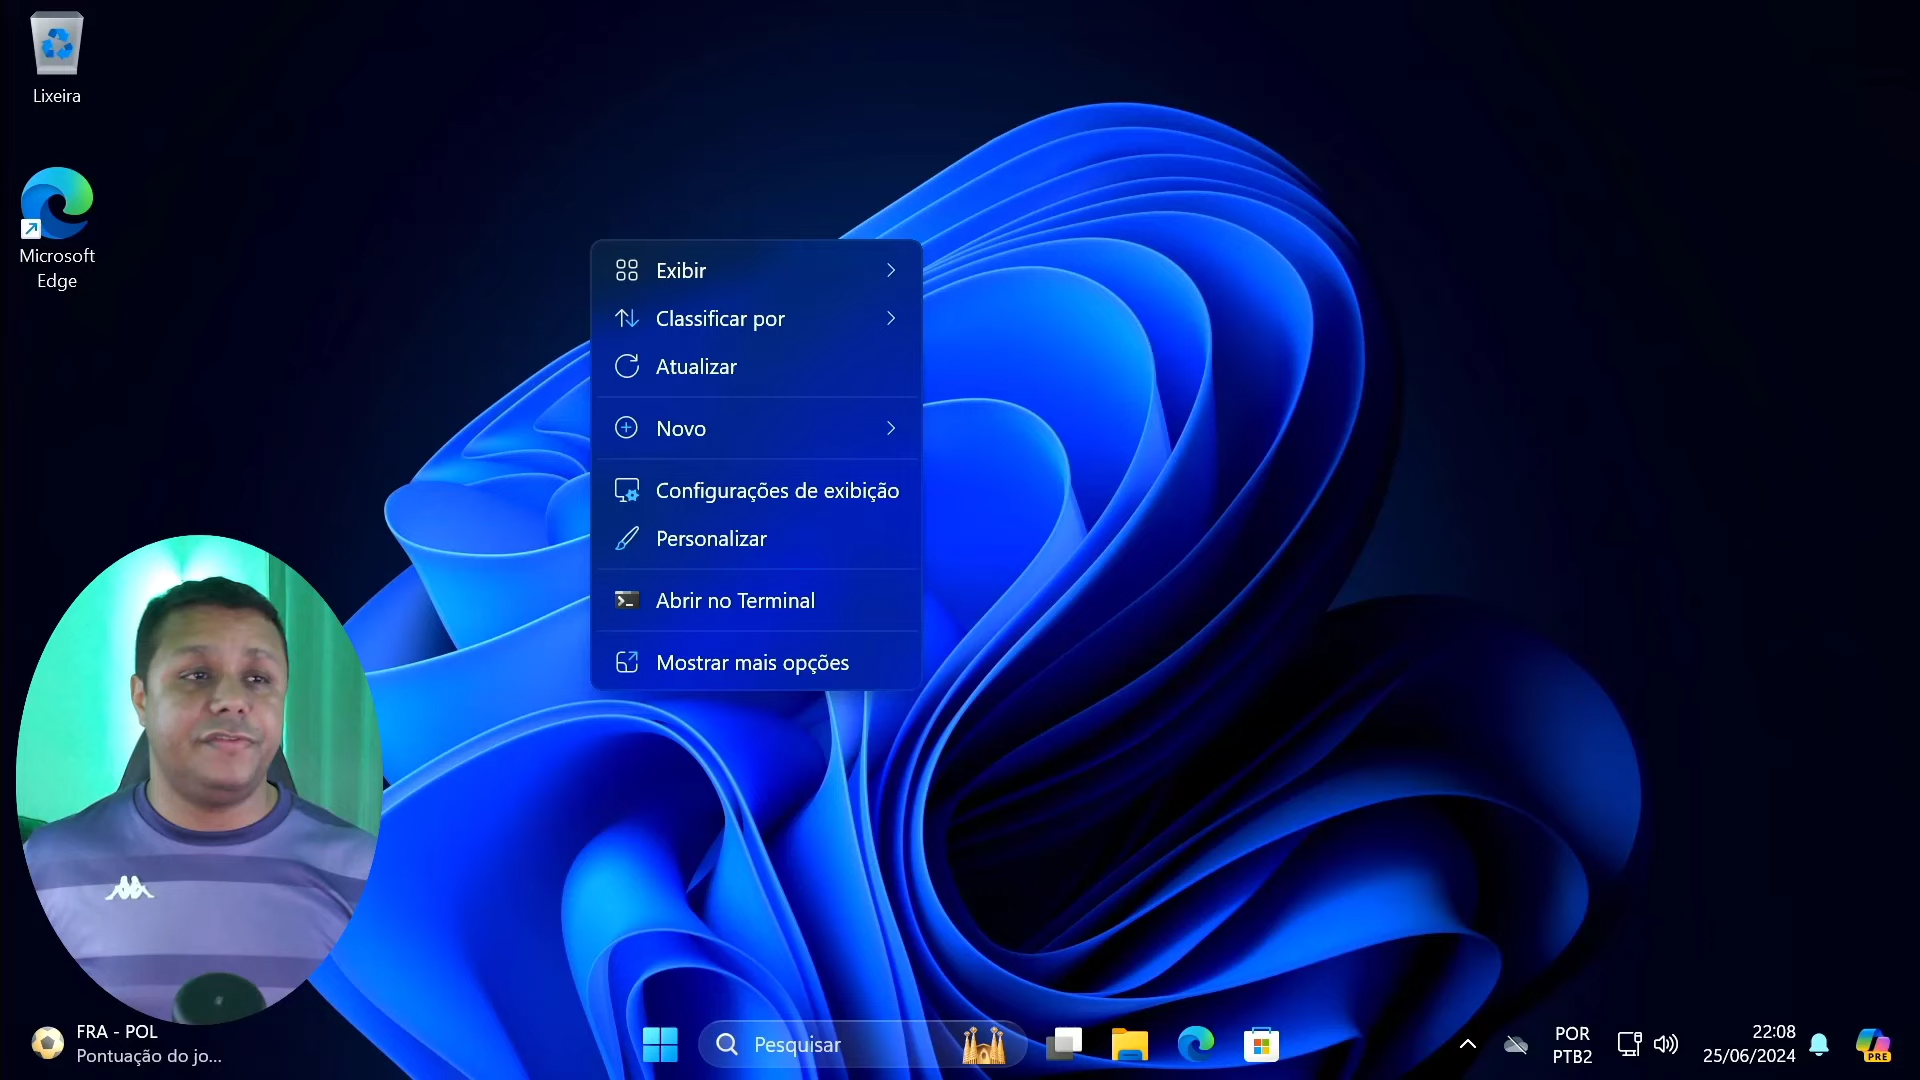 Lixeira
Microsoft
Edge
Exibir
Classificar por
Atualizar
Novo
Configurações de exibição
Personalizar
Abrir no Terminal
Mostrar mais opções
FRA - POL
Pontuação do jo...
Pesquisar
POR
PTB2
22:08
25/06/2024
PRE